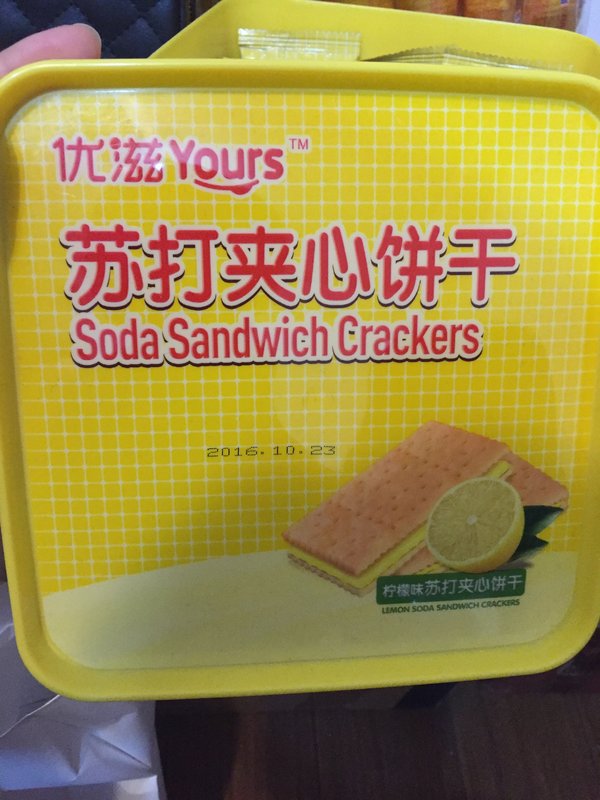 优滋Yours™
苏打夹心饼干
Soda Sandwich Crackers
2016.10.23
柠檬味苏打夹心饼干
LEMON SODA SANDWICH CRACKERS